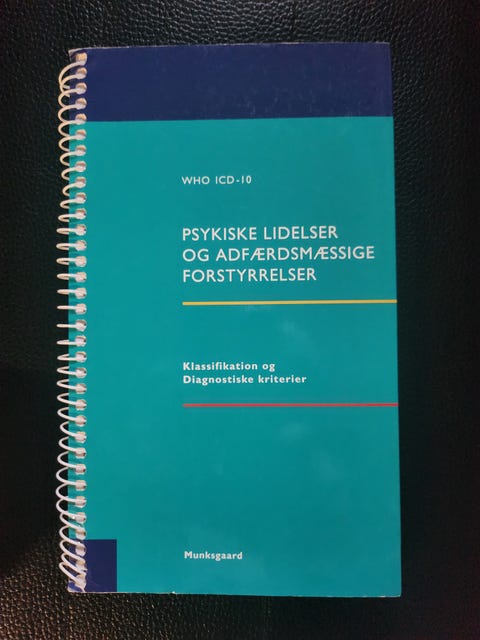 WHO ICD-10
PSYKISKE LIDELSER
OG ADFÆRDSMÆSSIGE
FORSTYRRELSER
Klassifikation og
Diagnostiske kriterier
Munksgaard